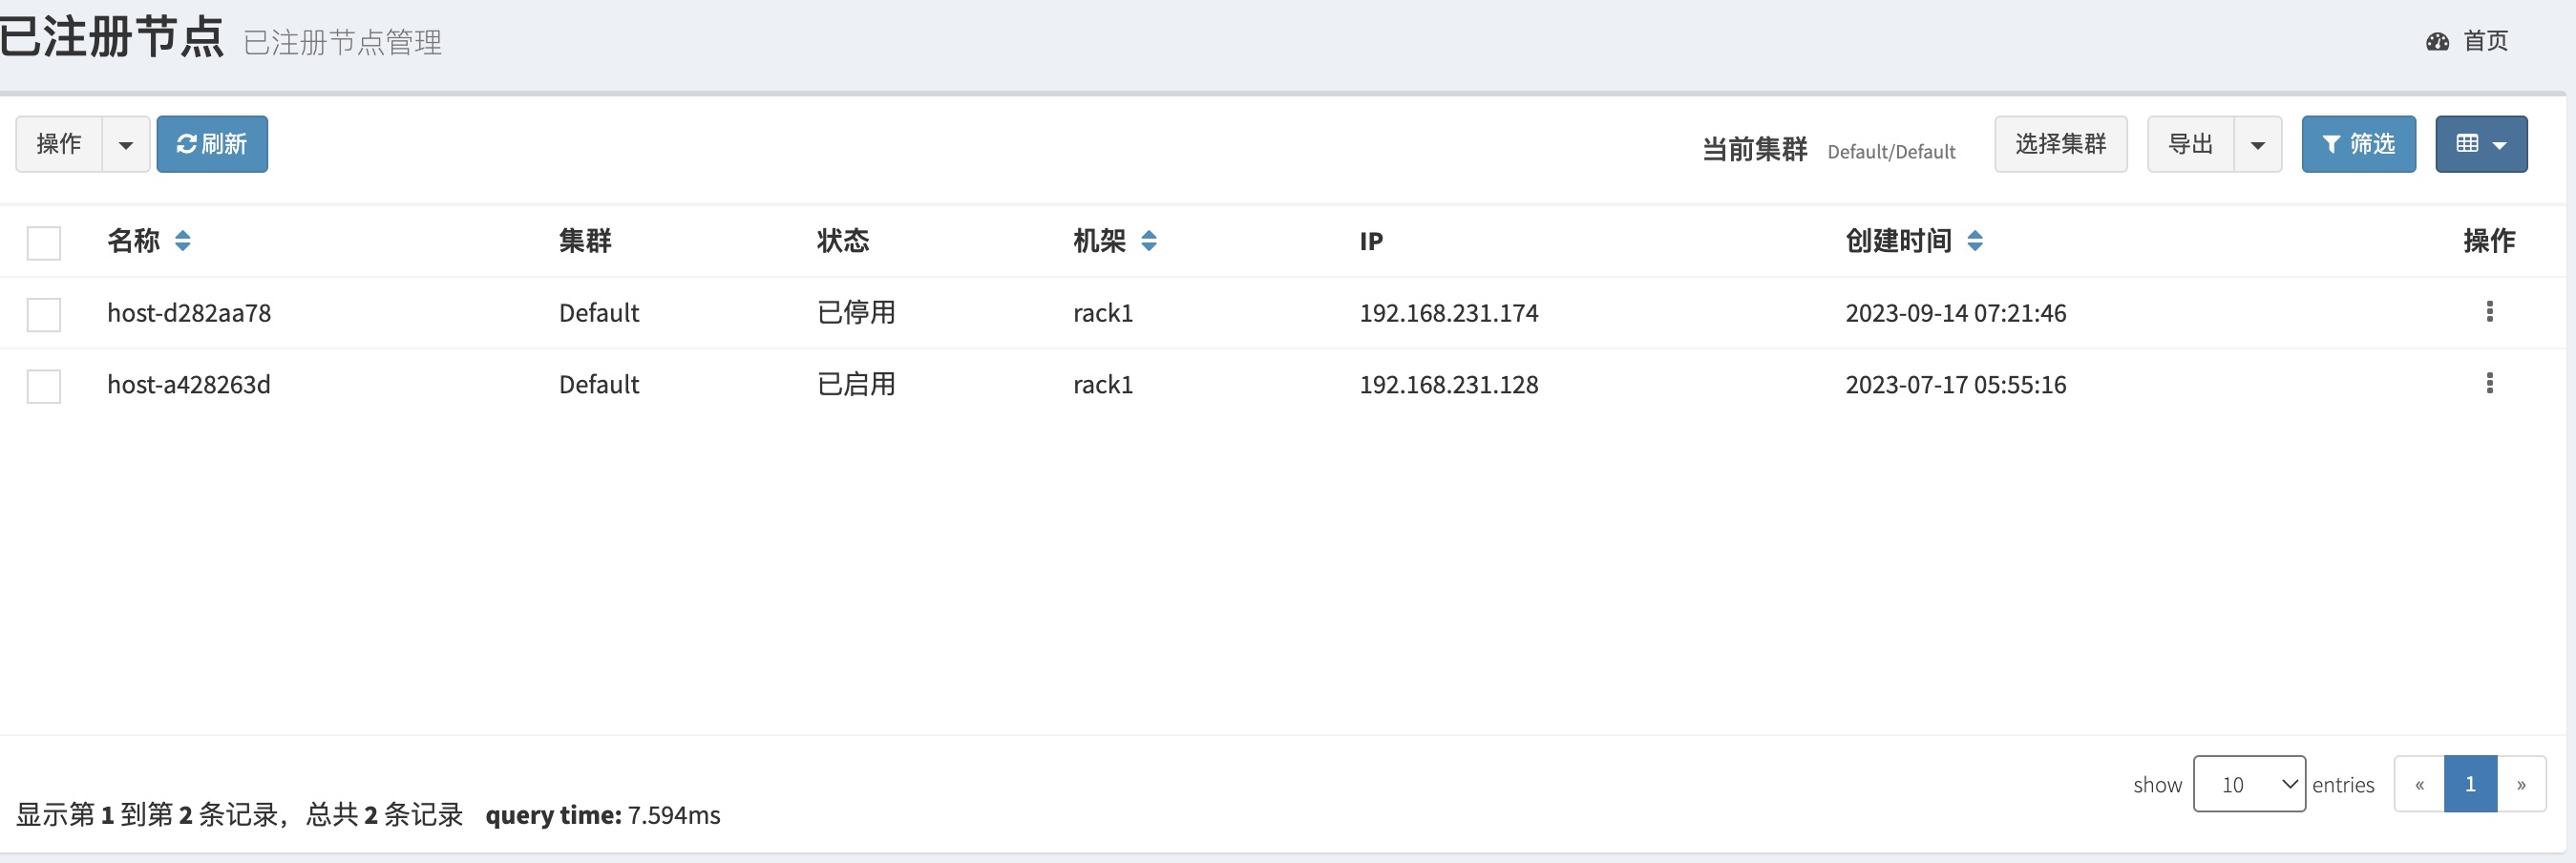 已注册节点 已注册节点管理 首页
操作 刷新 当前集群 Default/Default 选择集群 导出 筛选
名称 集群 状态 机架 IP 创建时间 操作
host-d282aa78 Default 已停用 rack1 192.168.231.174 2023-09-14 07:21:46
host-a428263d Default 已启用 rack1 192.168.231.128 2023-07-17 05:55:16
show 10 entries « 1 »
显示第 1 到第 2 条记录，总共 2 条记录 query time: 7.594ms